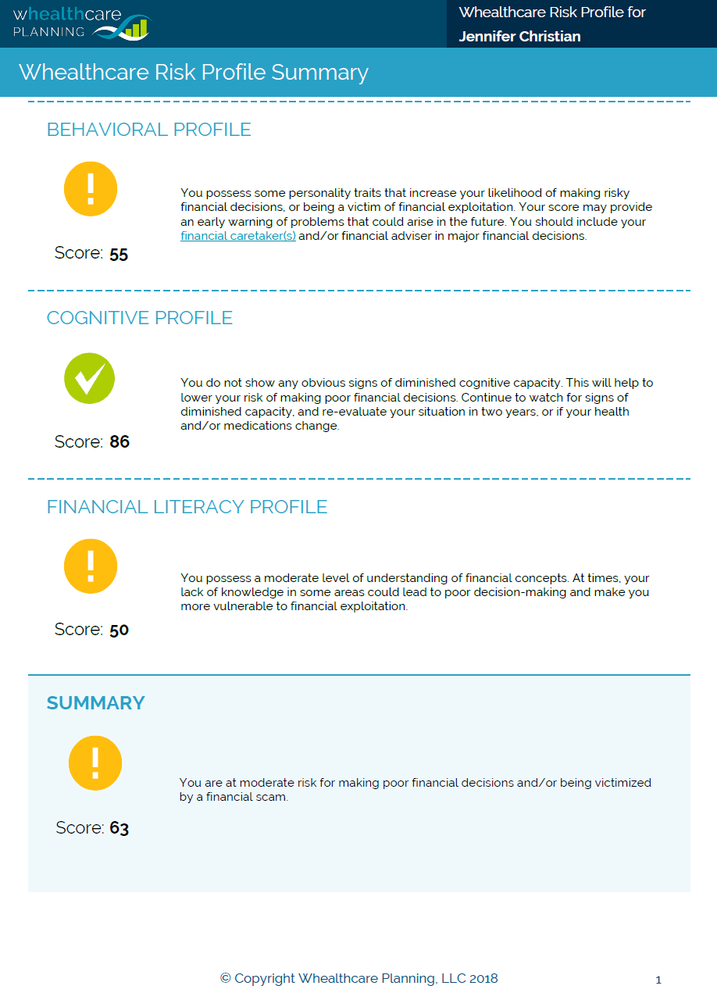 whealthcare
PLANNING
Whealthcare Risk Profile for
Jennifer Christian
Whealthcare Risk Profile Summary
BEHAVIORAL PROFILE
You possess some personality traits that increase your likelihood of making risky
financial decisions, or being a victim of financial exploitation. Your score may provide
an early warning of problems that could arise in the future. You should include your
financial caretaker(s) and/or financial adviser in major financial decisions.
Score: 55
COGNITIVE PROFILE
You do not show any obvious signs of diminished cognitive capacity. This will help to
lower your risk of making poor financial decisions. Continue to watch for signs of
diminished capacity, and re-evaluate your situation in two years, or if your health
and/or medications change.
Score: 86
FINANCIAL LITERACY PROFILE
You possess a moderate level of understanding of financial concepts. At times, your
lack of knowledge in some areas could lead to poor decision-making and make you
more vulnerable to financial exploitation.
Score: 50
SUMMARY
You are at moderate risk for making poor financial decisions and/or being victimized
by a financial scam.
Score: 63
© Copyright Whealthcare Planning, LLC 2018
1